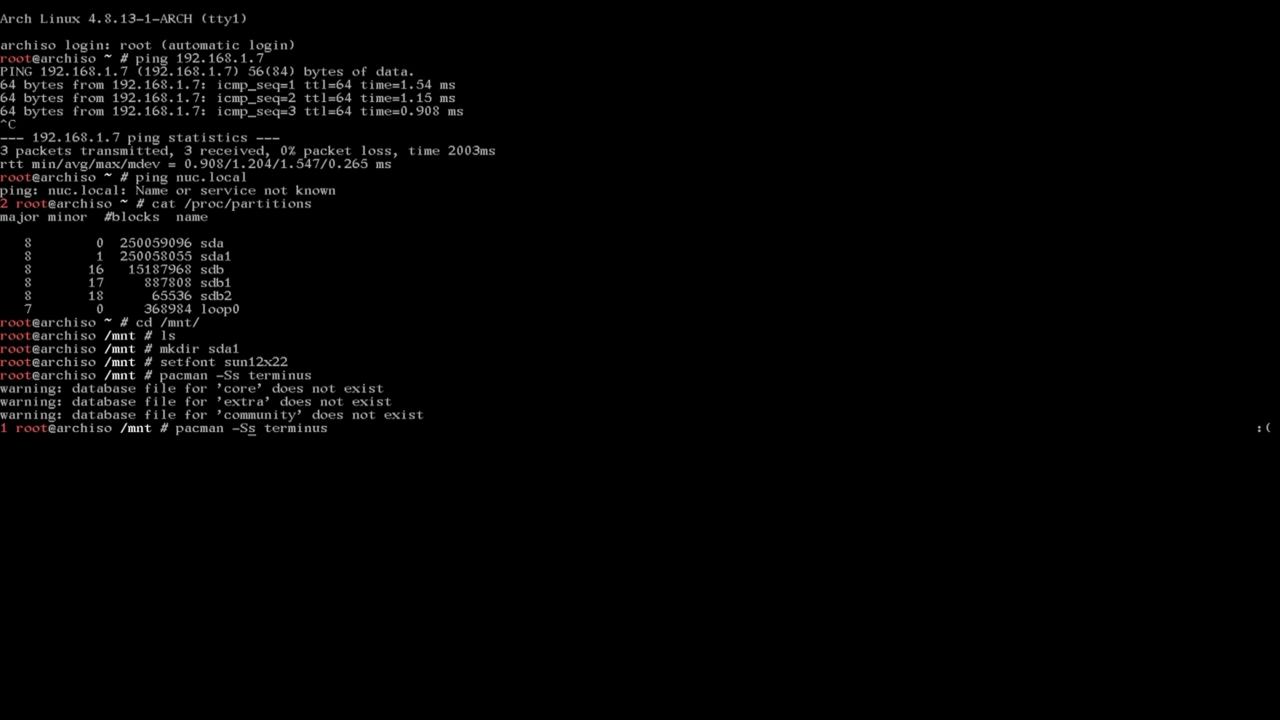 Arch Linux 4.8.13-1-ARCH (tty1)
archiso login: root (automatic login)
root@archiso ~ # ping 192.168.1.7
PING 192.168.1.7 (192.168.1.7) 56(84) bytes of data.
64 bytes from 192.168.1.7: icmp_seq=1 ttl=64 time=1.54 ms
64 bytes from 192.168.1.7: icmp_seq=2 ttl=64 time=1.15 ms
64 bytes from 192.168.1.7: icmp_seq=3 ttl=64 time=0.908 ms
^C
--- 192.168.1.7 ping statistics ---
3 packets transmitted, 3 received, 0% packet loss, time 2003ms
rtt min/avg/max/mdev = 0.908/1.204/1.547/0.265 ms
root@archiso ~ # ping nuc.local
ping: nuc.local: Name or service not known
2 root@archiso ~ # cat /proc/partitions
major minor  #blocks  name
8        0  250059096 sda
8        1  250058055 sda1
8       16   15187968 sdb
8       17     887808 sdb1
8       18      65536 sdb2
7        0     368984 loop0
root@archiso ~ # cd /mnt/
root@archiso /mnt # ls
root@archiso /mnt # mkdir sda1
root@archiso /mnt # setfont sun12x22
root@archiso /mnt # pacman -Ss terminus
warning: database file for 'core' does not exist
warning: database file for 'extra' does not exist
warning: database file for 'community' does not exist
1 root@archiso /mnt # pacman -Ss terminus :(